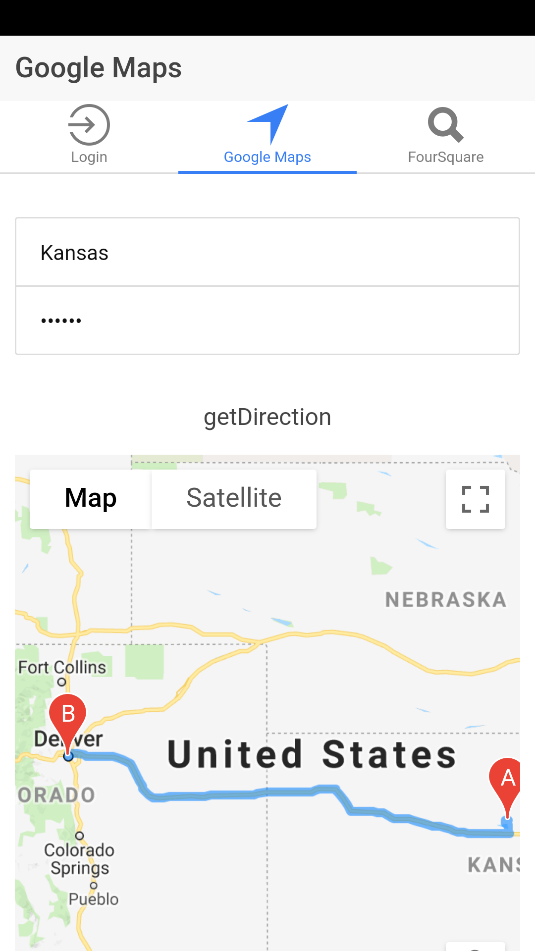 Google Maps
Login
Google Maps
FourSquare
Kansas
••••••
getDirection
Map
Satellite
NEBRASKA
Fort Collins
B
Denver
United States
A
ORADO
Colorado
Springs
KANS
Pueblo